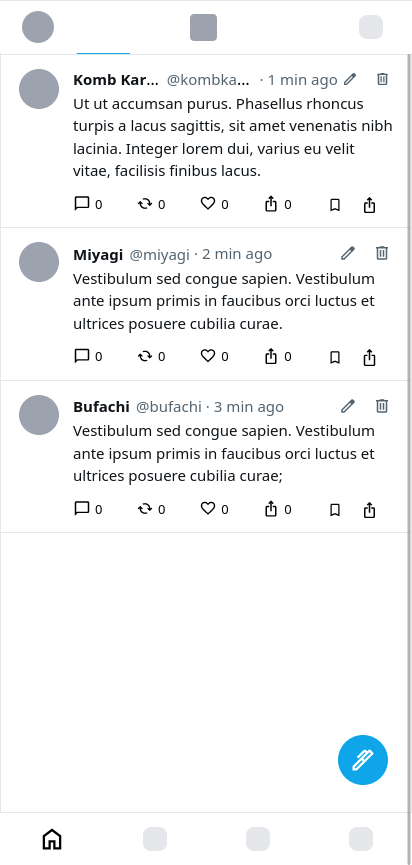 Komb Kar... @kombka... · 1 min ago
Ut ut accumsan purus. Phasellus rhoncus
turpis a lacus sagittis, sit amet venenatis nibh
lacinia. Integer lorem dui, varius eu velit
vitae, facilisis finibus lacus.
0 0 0 0
Miyagi @miyagi · 2 min ago
Vestibulum sed congue sapien. Vestibulum
ante ipsum primis in faucibus orci luctus et
ultrices posuere cubilia curae.
0 0 0 0
Bufachi @bufachi · 3 min ago
Vestibulum sed congue sapien. Vestibulum
ante ipsum primis in faucibus orci luctus et
ultrices posuere cubilia curae;
0 0 0 0